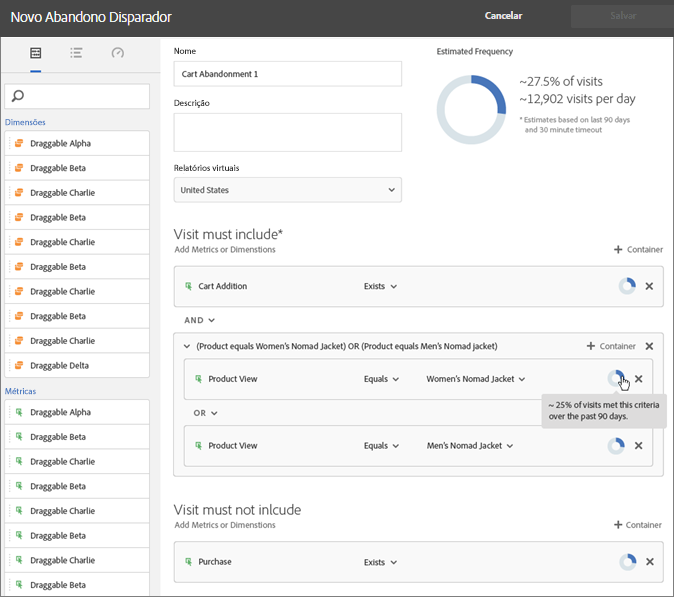 Novo Abandono Disparador
Cancelar
Salvar
Dimensões
Draggable Alpha
Draggable Beta
Draggable Charlie
Draggable Beta
Draggable Charlie
Draggable Beta
Draggable Charlie
Draggable Beta
Draggable Charlie
Draggable Delta
Métricas
Draggable Alpha
Draggable Beta
Draggable Charlie
Draggable Beta
Draggable Charlie
Draggable Beta
Draggable Charlie
Draggable Beta
Nome
Cart Abandonment 1
Descrição
Relatórios virtuais
United States
Estimated Frequency
~27.5% of visits
~12,902 visits per day
* Estimates based on last 90 days
and 30 minute timeout
Visit must include*
Add Metrics or Dimenstions
+ Container
Cart Addition Exists
AND
(Product equals Women's Nomad Jacket) OR (Product equals Men's Nomad jacket)
+ Container
Product View Equals Women's Nomad Jacket
~ 25% of visits met this criteria
over the past 90 days.
OR
Product View Equals Men's Nomad Jacket
Visit must not inlcude
Add Metrics or Dimenstions
+ Container
Purchase Exists